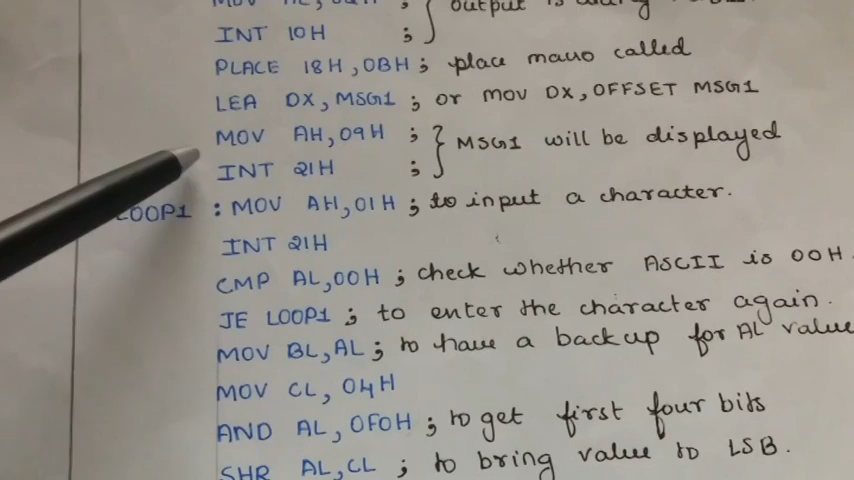 INT 10H ;
PLACE 18H, 0BH ; place macro called
LEA DX, MSG1 ; or mov DX, OFFSET MSG1
MOV AH, 09H ; } MSG1 will be displayed
INT 21H ;
LOOP1 : MOV AH, 01H ; to input a character.
INT 21H
CMP AL, 00H ; check whether ASCII is 00H.
JE LOOP1 ; to enter the character again.
MOV BL, AL ; to have a backup for AL value
MOV CL, 04H
AND AL, 0F0H ; to get first four bits
SHR AL, CL ; to bring value to LSB.